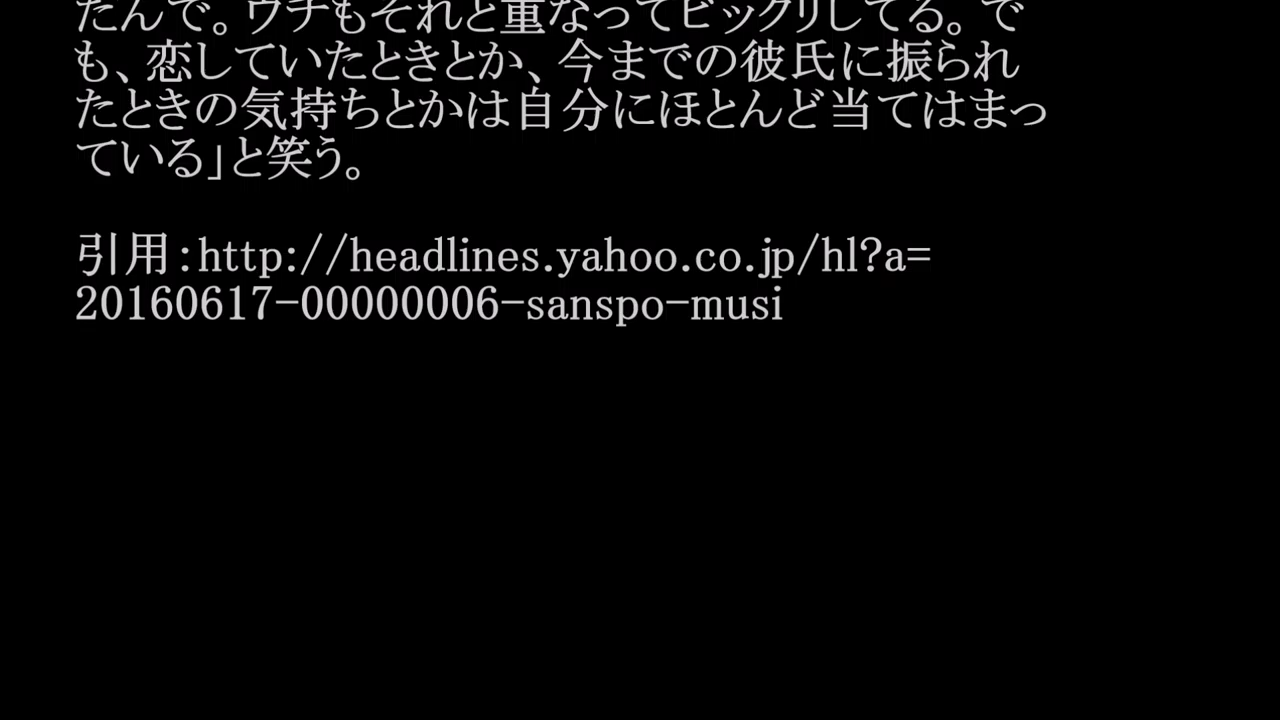 たんで。ウチもそれと重なってビックリしてる。で
も、恋していたときとか、今までの彼氏に振られ
たときの気持ちとかは自分にほとんど当てはまっ
ている」と笑う。
引用：http://headlines.yahoo.co.jp/hl?a=
20160617-00000006-sanspo-musi